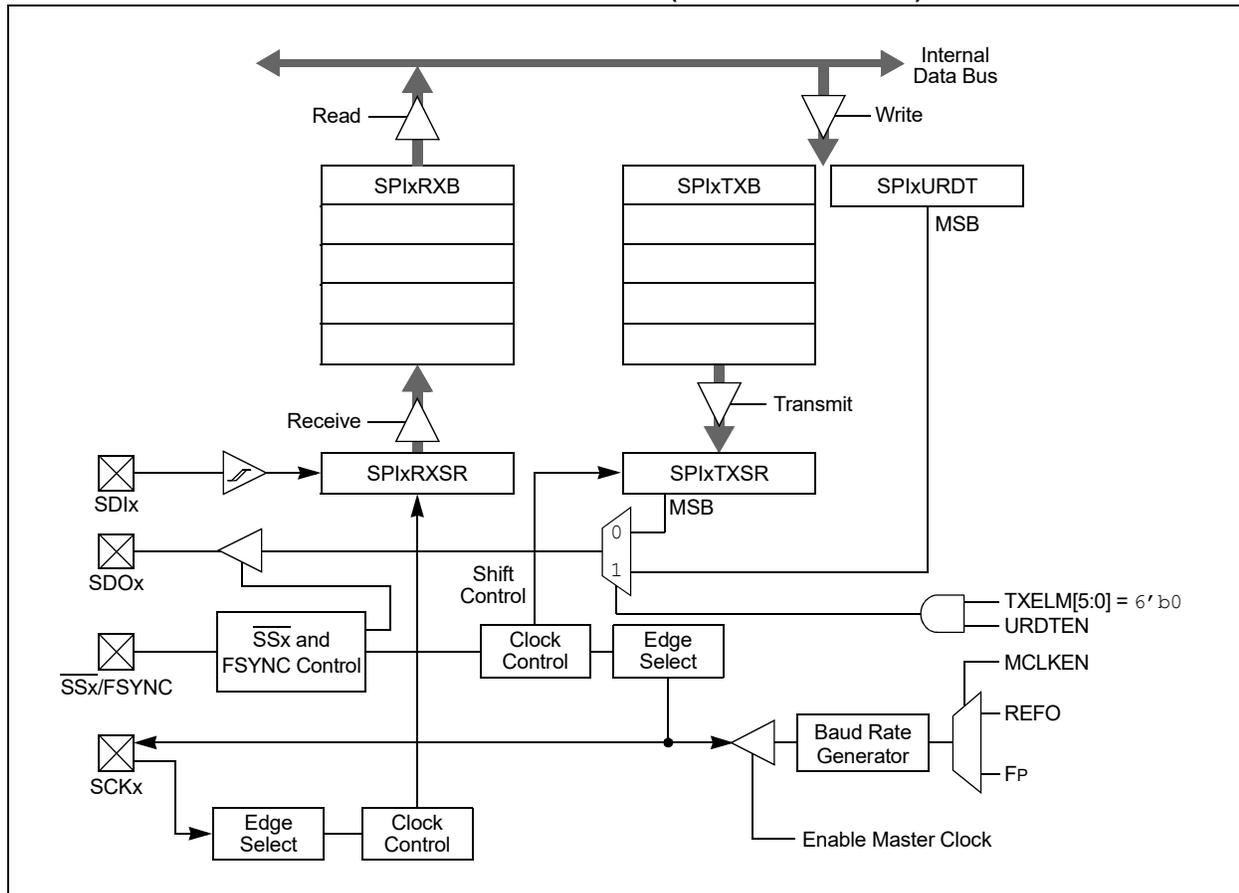 Internal
Data Bus
Read
Write
SPIxRXB
SPIxTXB
SPIxURDT
MSB
Receive
Transmit
SPIxRXSR
SPIxTXSR
SDIx
MSB
0
SDOx
1
Shift
Control
TXELM[5:0] = 6’b0
URDTEN
SSx and
FSYNC Control
Clock
Control
Edge
Select
MCLKEN
SSx/FSYNC
REFO
Baud Rate
Generator
SCKx
FP
Edge
Select
Clock
Control
Enable Master Clock